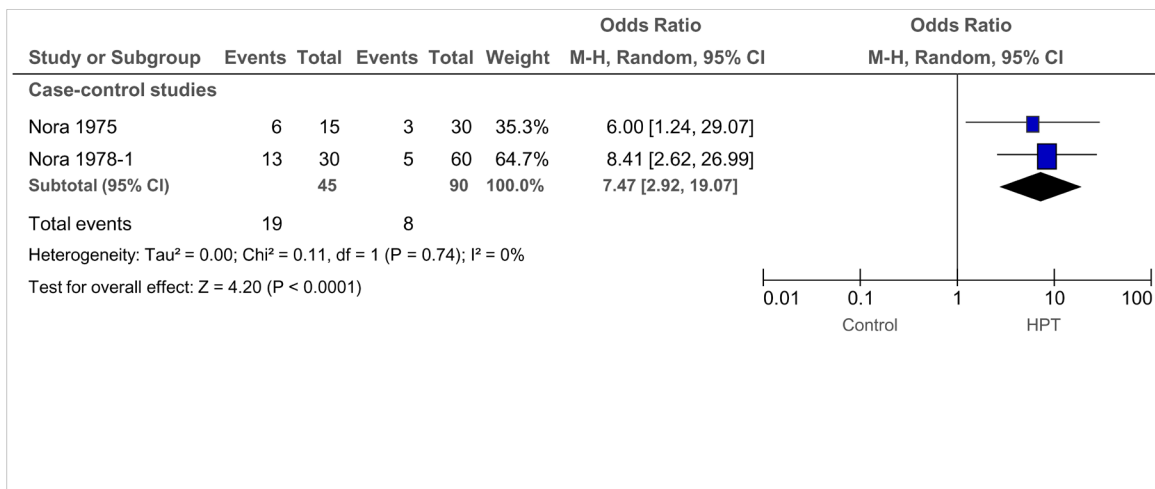 Odds Ratio Odds Ratio
Study or Subgroup Events Total Events Total Weight M-H, Random, 95% CI M-H, Random, 95% CI
Case-control studies
Nora 1975 6 15 3 30 35.3% 6.00 [1.24, 29.07]
Nora 1978-1 13 30 5 60 64.7% 8.41 [2.62, 26.99]
Subtotal (95% CI) 45 90 100.0% 7.47 [2.92, 19.07]
Total events 19 8
Heterogeneity: Tau² = 0.00; Chi² = 0.11, df = 1 (P = 0.74); I² = 0%
Test for overall effect: Z = 4.20 (P < 0.0001)
0.01 0.1 1 10 100
Control HPT